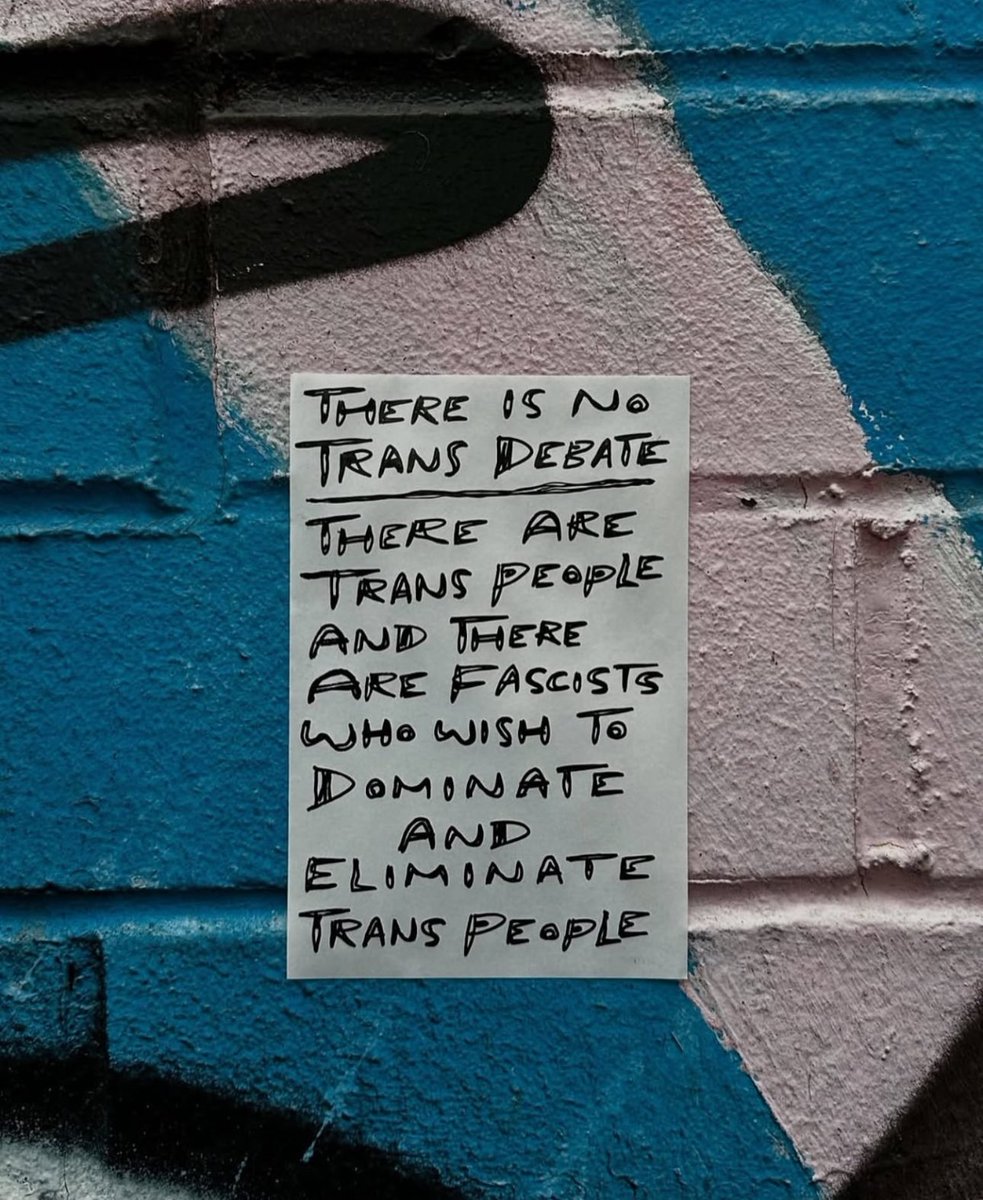 THERE IS NO
TRANS DEBATE
THERE ARE
TRANS PEOPLE
AND THERE
ARE FASCISTS
WHO WISH TO
DOMINATE
AND
ELIMINATE
TRANS PEOPLE